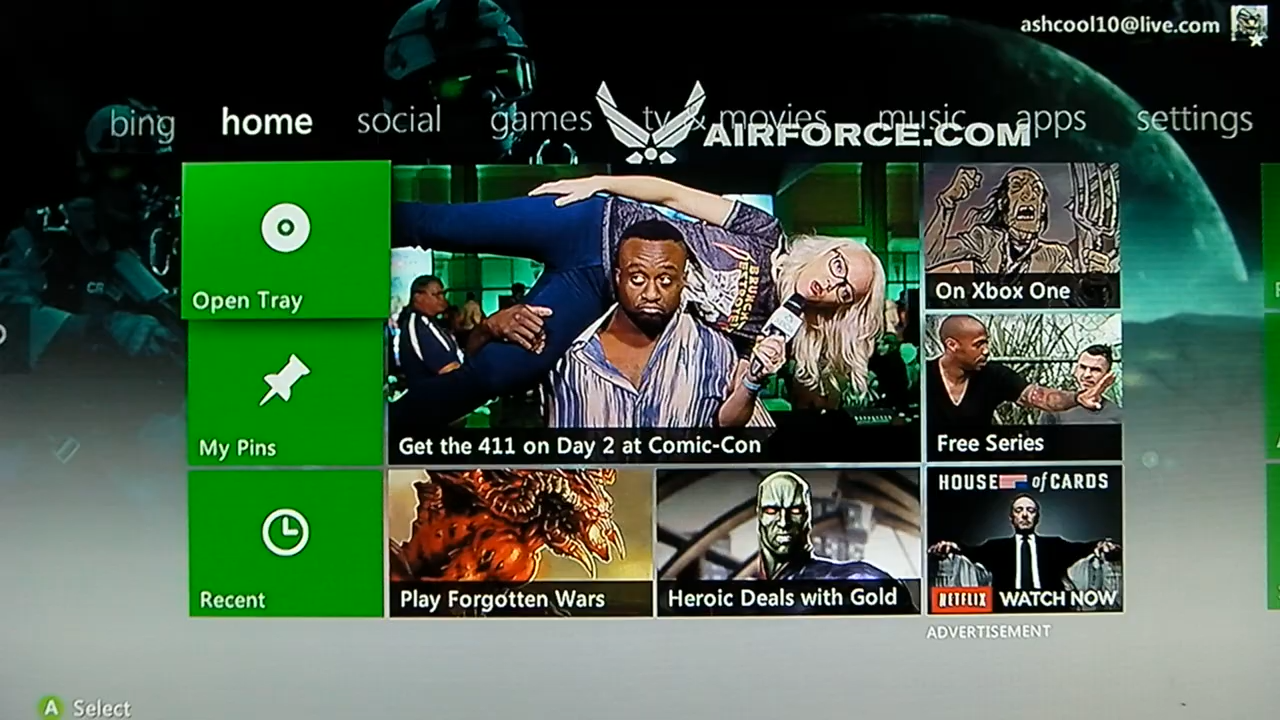 ashcool10@live.com
bing home social games tv & movies music apps settings
AIRFORCE.COM
Open Tray
On Xbox One
My Pins
Get the 411 on Day 2 at Comic-Con
Free Series
HOUSE of CARDS
Recent
Play Forgotten Wars
Heroic Deals with Gold
NETFLIX WATCH NOW
ADVERTISEMENT
A Select